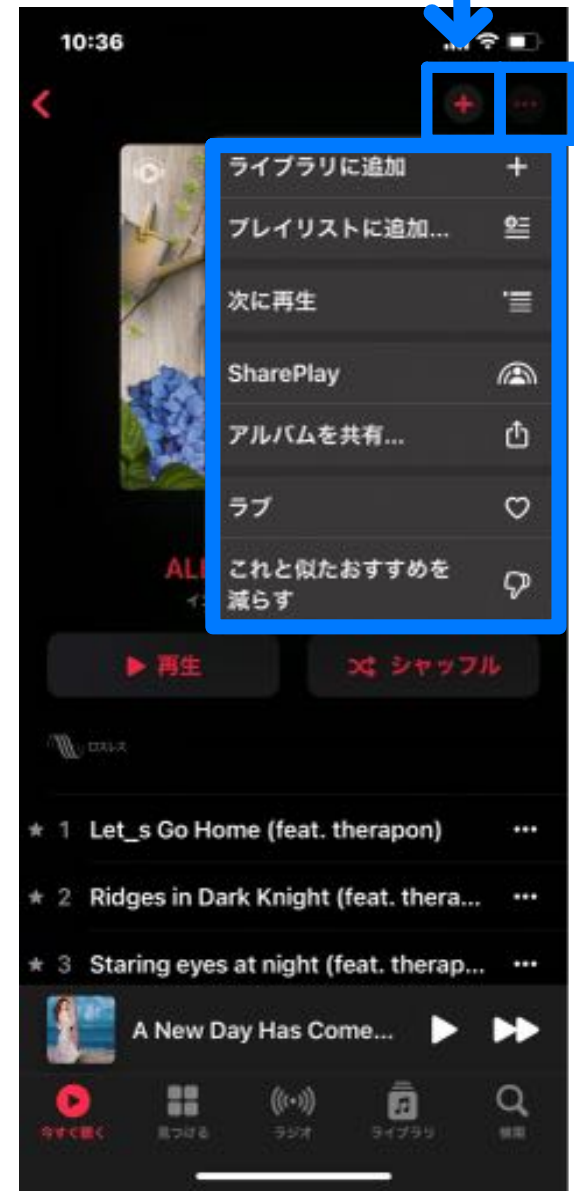 10:36
ライブラリに追加
プレイリストに追加...
次に再生
SharePlay
アルバムを共有...
ラブ
これと似たおすすめを
減らす
再生
シャッフル
ロスレス
★ 1 Let_s Go Home (feat. therapon) ...
★ 2 Ridges in Dark Knight (feat. thera... ...
★ 3 Staring eyes at night (feat. therap... ...
A New Day Has Come...
今すぐ聴く 見つける ラジオ ライブラリ 検索